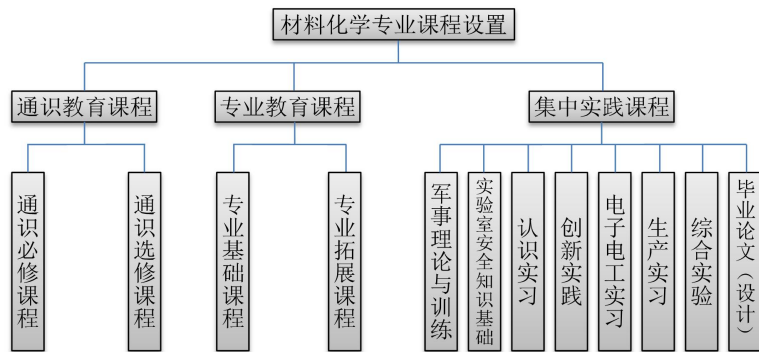 材料化学专业课程设置
通识教育课程
专业教育课程
集中实践课程
通识必修课程
通识选修课程
专业基础课程
专业拓展课程
军事理论与训练
实验室安全知识基础
认识实习
创新实践
电子电工实习
生产实习
综合实验
毕业论文（设计）